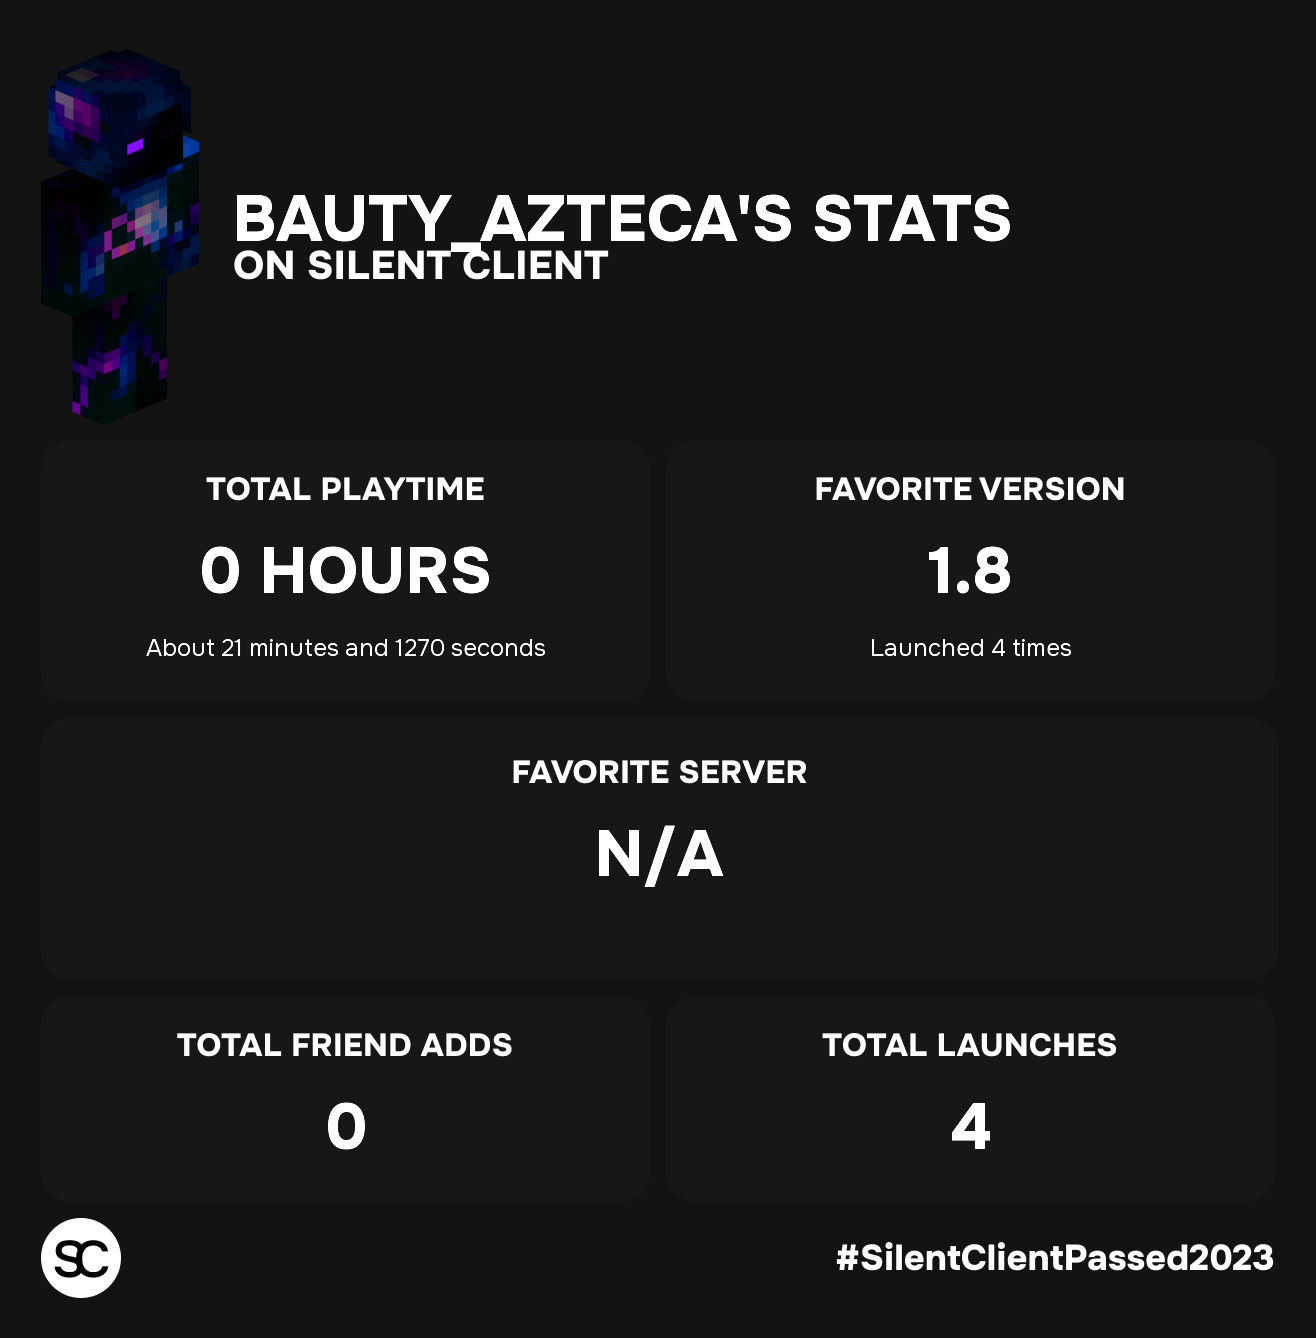 BAUTY_AZTECA'S STATS
ON SILENT CLIENT
TOTAL PLAYTIME
0 HOURS
About 21 minutes and 1270 seconds
FAVORITE VERSION
1.8
Launched 4 times
FAVORITE SERVER
N/A
TOTAL FRIEND ADDS
0
TOTAL LAUNCHES
4
SC
#SilentClientPassed2023